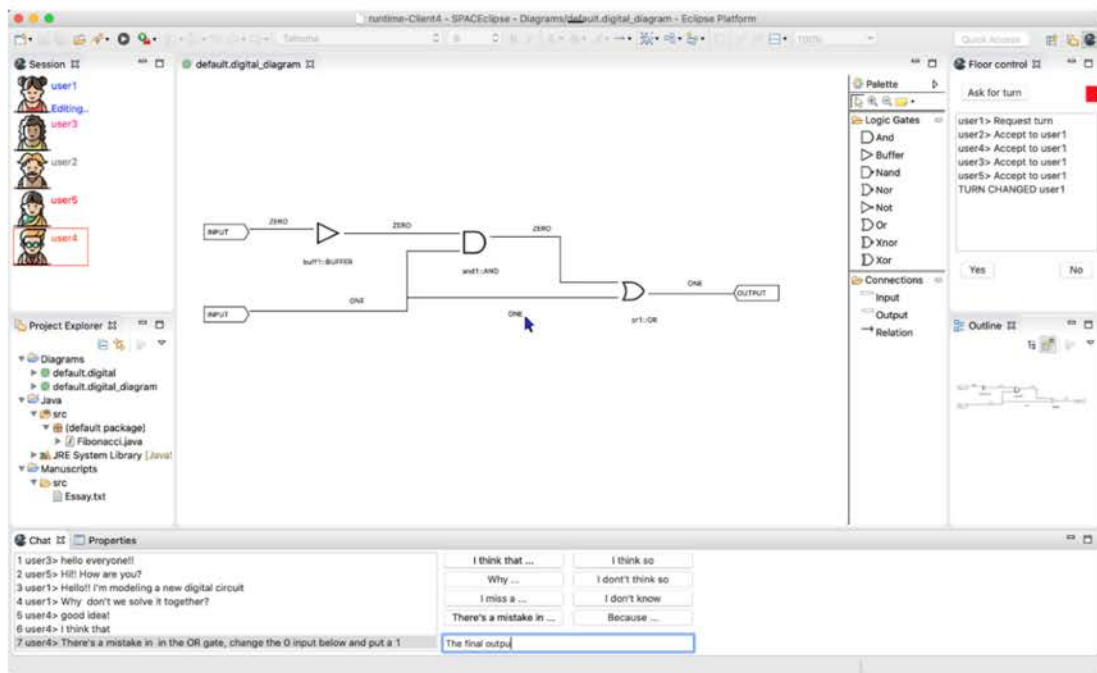 runtime-Client4 - SPACEclipse - Diagrams/default.digital_diagram - Eclipse Platform
Tahoma
100%
Quick Access
Session
user1
Editing..
user3
user2
user5
user4
default.digital_diagram
INPUT
ZERO
buff1::BUFFER
ZERO
and1::AND
ZERO
INPUT
ONE
ONE
or1::OR
ONE
OUTPUT
Palette
Logic Gates
And
Buffer
Nand
Nor
Not
Or
Xnor
Xor
Connections
Input
Output
Relation
Floor control
Ask for turn
user1> Request turn
user2> Accept to user1
user4> Accept to user1
user3> Accept to user1
user5> Accept to user1
TURN CHANGED user1
Yes
No
Project Explorer
Diagrams
default.digital
default.digital_diagram
Java
src
(default package)
Fibonacci.java
JRE System Library [Java
Manuscripts
src
Essay.txt
Outline
Chat
Properties
1 user3> hello everyone!!
2 user5> Hi!! How are you?
3 user1> Hello!! I'm modeling a new digital circuit
4 user1> Why don't we solve it together?
5 user4> good idea!
6 user4> I think that
7 user4> There's a mistake in in the OR gate, change the 0 input below and put a 1
I think that ...
I think so
Why ...
I dont't think so
I miss a ...
I don't know
There's a mistake in ...
Because ...
The final outpu